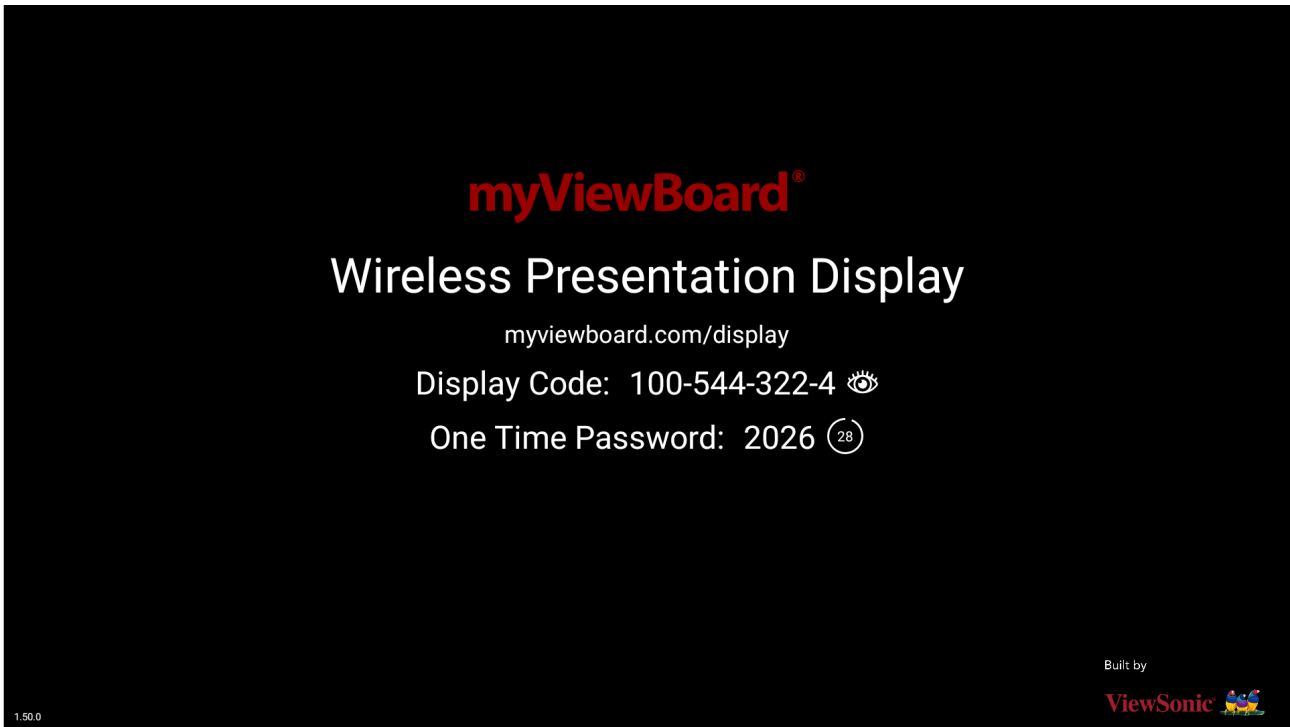 myViewBoard®
Wireless Presentation Display
myviewboard.com/display
Display Code: 100-544-322-4
One Time Password: 2026 28
Built by
ViewSonic
1.50.0